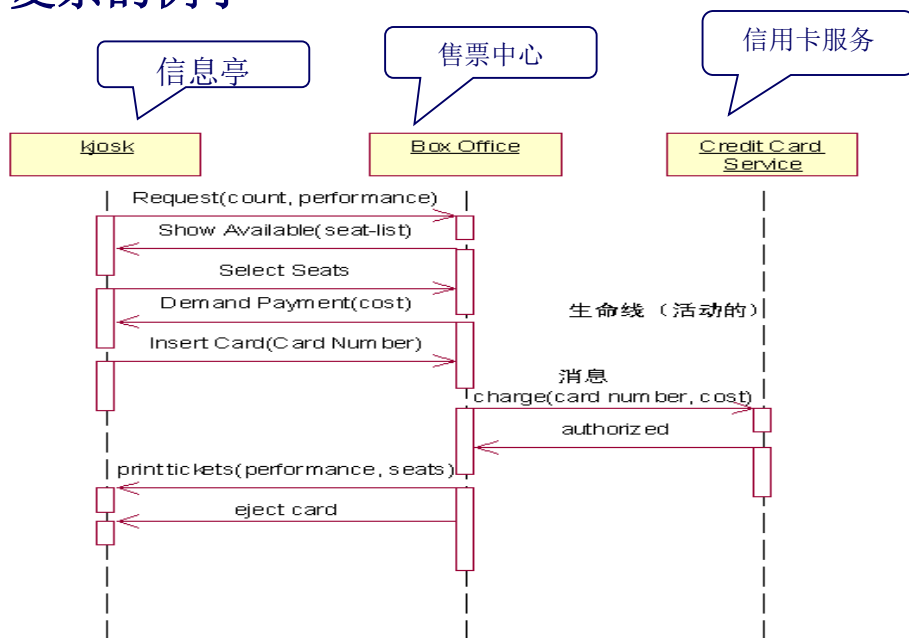 信息亭
售票中心
信用卡服务
kjosk
Box Office
Credit Card
Service
Request(count, performance)
Show Available(seat-list)
Select Seats
Demand Payment(cost)
生命线（活动的）
Insert Card(Card Number)
消息
charge(card number, cost)
authorized
printtickets(performance, seats)
eject card